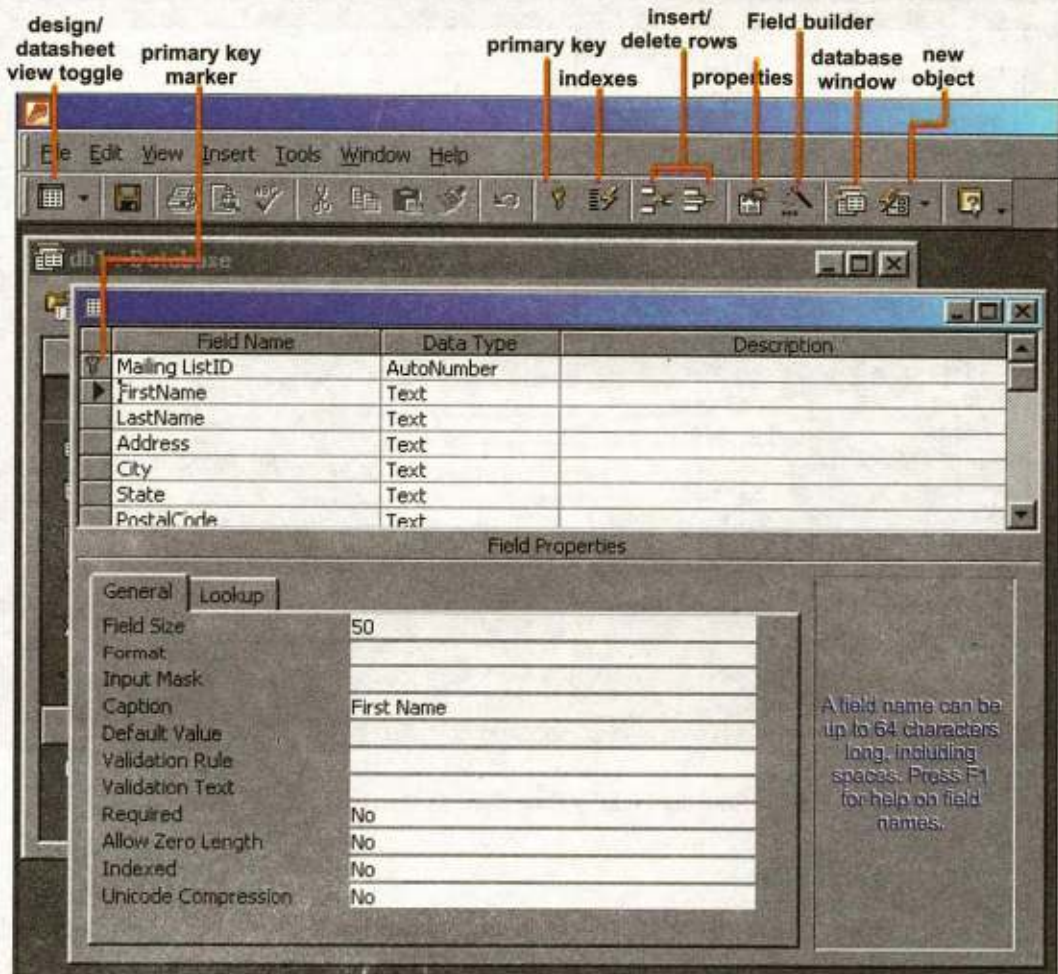 design/
datasheet
view toggle
primary key
marker
primary key
indexes
insert/
delete rows
properties
Field builder
database
window
new
object
File Edit View Insert Tools Window Help
db1 : Database
Field Name Data Type Description
Mailing ListID AutoNumber
FirstName Text
LastName Text
Address Text
City Text
State Text
PostalCode Text
Field Properties
General Lookup
Field Size 50
Format
Input Mask
Caption First Name
Default Value
Validation Rule
Validation Text
Required No
Allow Zero Length No
Indexed No
Unicode Compression No
A field name can be
up to 64 characters
long, including
spaces. Press F1
for help on field
names.